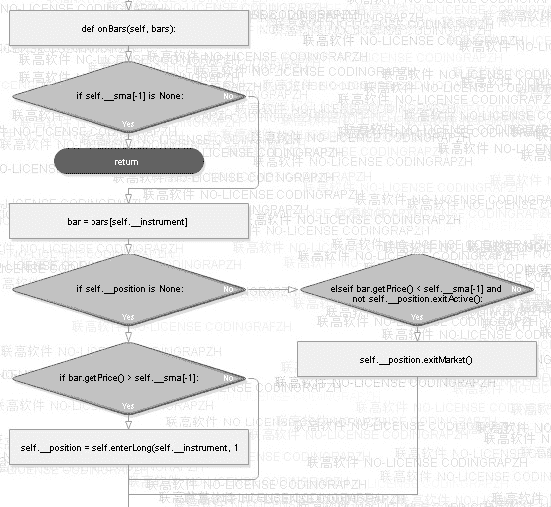 def onBars(self, bars):
if self.__sma[-1] is None:
No
Yes
return
bar = bars[self.__instrument]
if self.__position is None:
No
elseif bar.getPrice() < self.__sma[-1] and
not self.__position.exitActive():
No
Yes
Yes
self.__position.exitMarket()
if bar.getPrice() > self.__sma[-1]:
No
Yes
self.__position = self.enterLong(self.__instrument, 1
联高软件 NO-LICENSE CODINGRAPZH